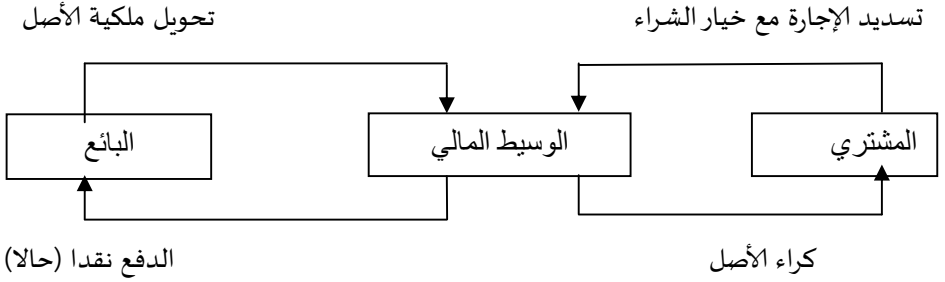 تسديد الإجارة مع خيار الشراء
تحويل ملكية الأصل
المشتري
الوسيط المالي
البائع
كراء الأصل
الدفع نقدا (حالا)